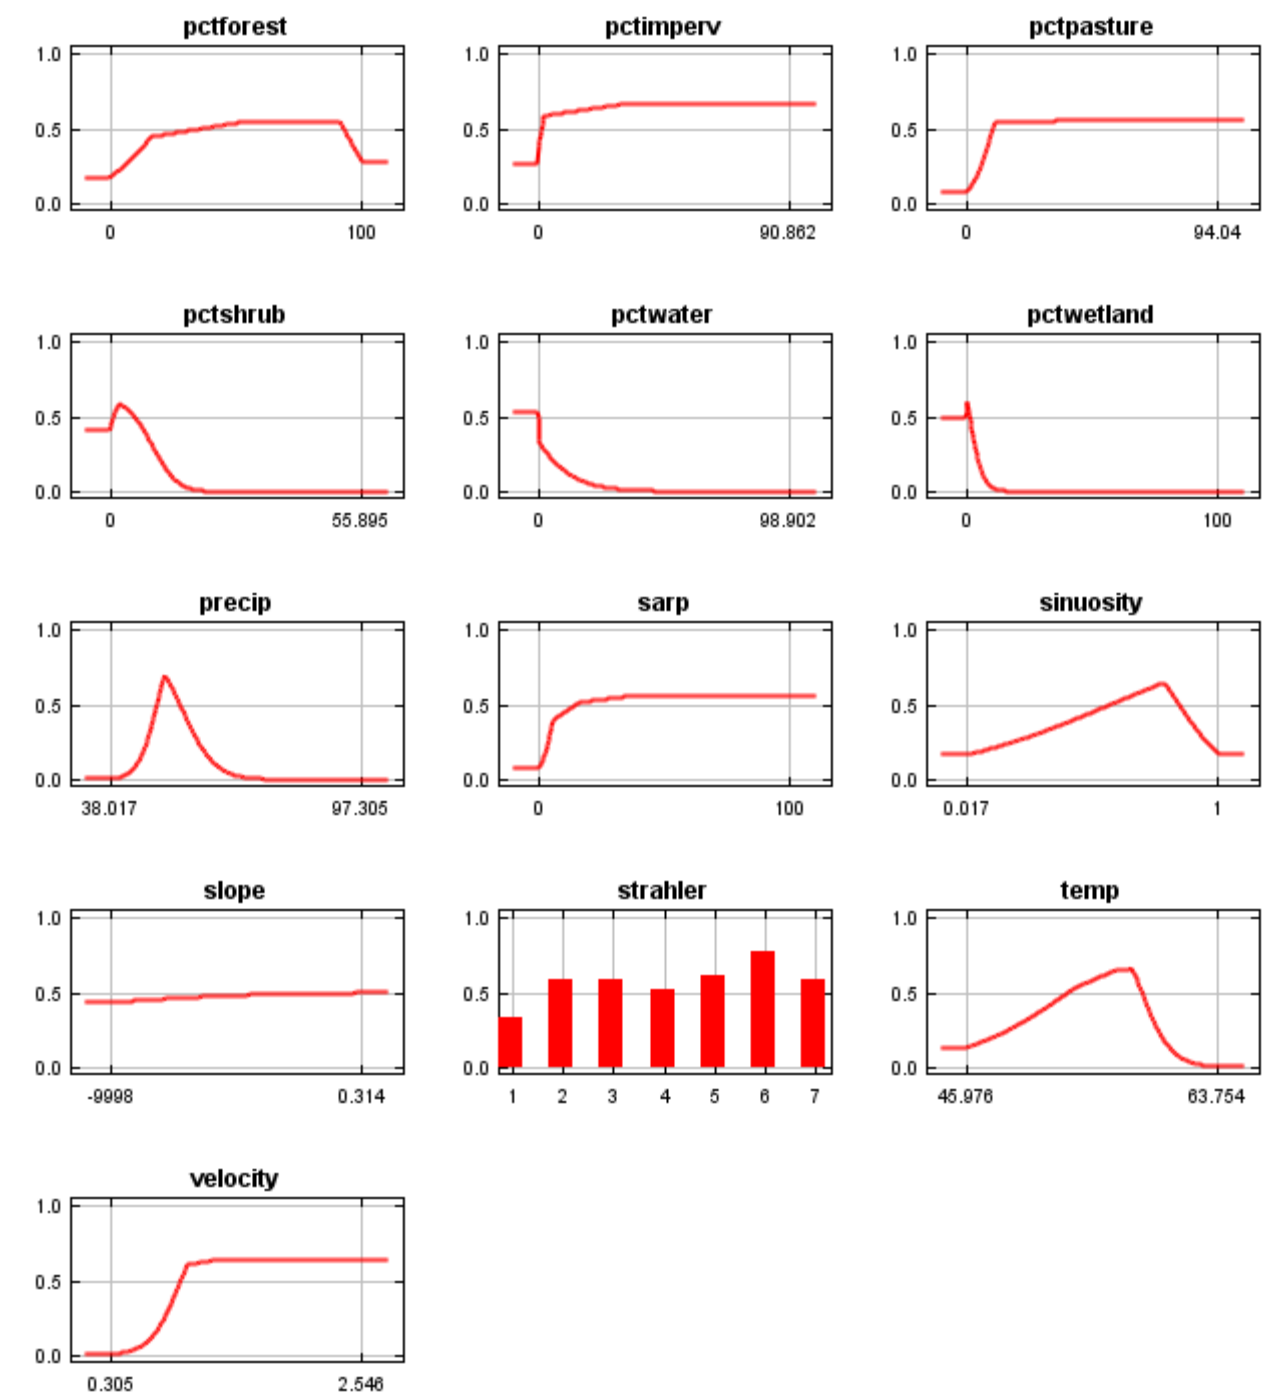 pctforest pctimperv pctpasture
1.0 1.0 1.0
0.5 0.5 0.5
0.0 0.0 0.0
0 100 0 90.862 0 94.04
pctshrub pctwater pctwetland
1.0 1.0 1.0
0.5 0.5 0.5
0.0 0.0 0.0
0 55.895 0 98.902 0 100
precip sarp sinuosity
1.0 1.0 1.0
0.5 0.5 0.5
0.0 0.0 0.0
38.017 97.305 0 100 0.017 1
slope strahler temp
1.0 1.0 1.0
0.5 0.5 0.5
0.0 0.0 0.0
-9998 0.314 1 2 3 4 5 6 7 45.976 63.754
velocity
1.0
0.5
0.0
0.305 2.546